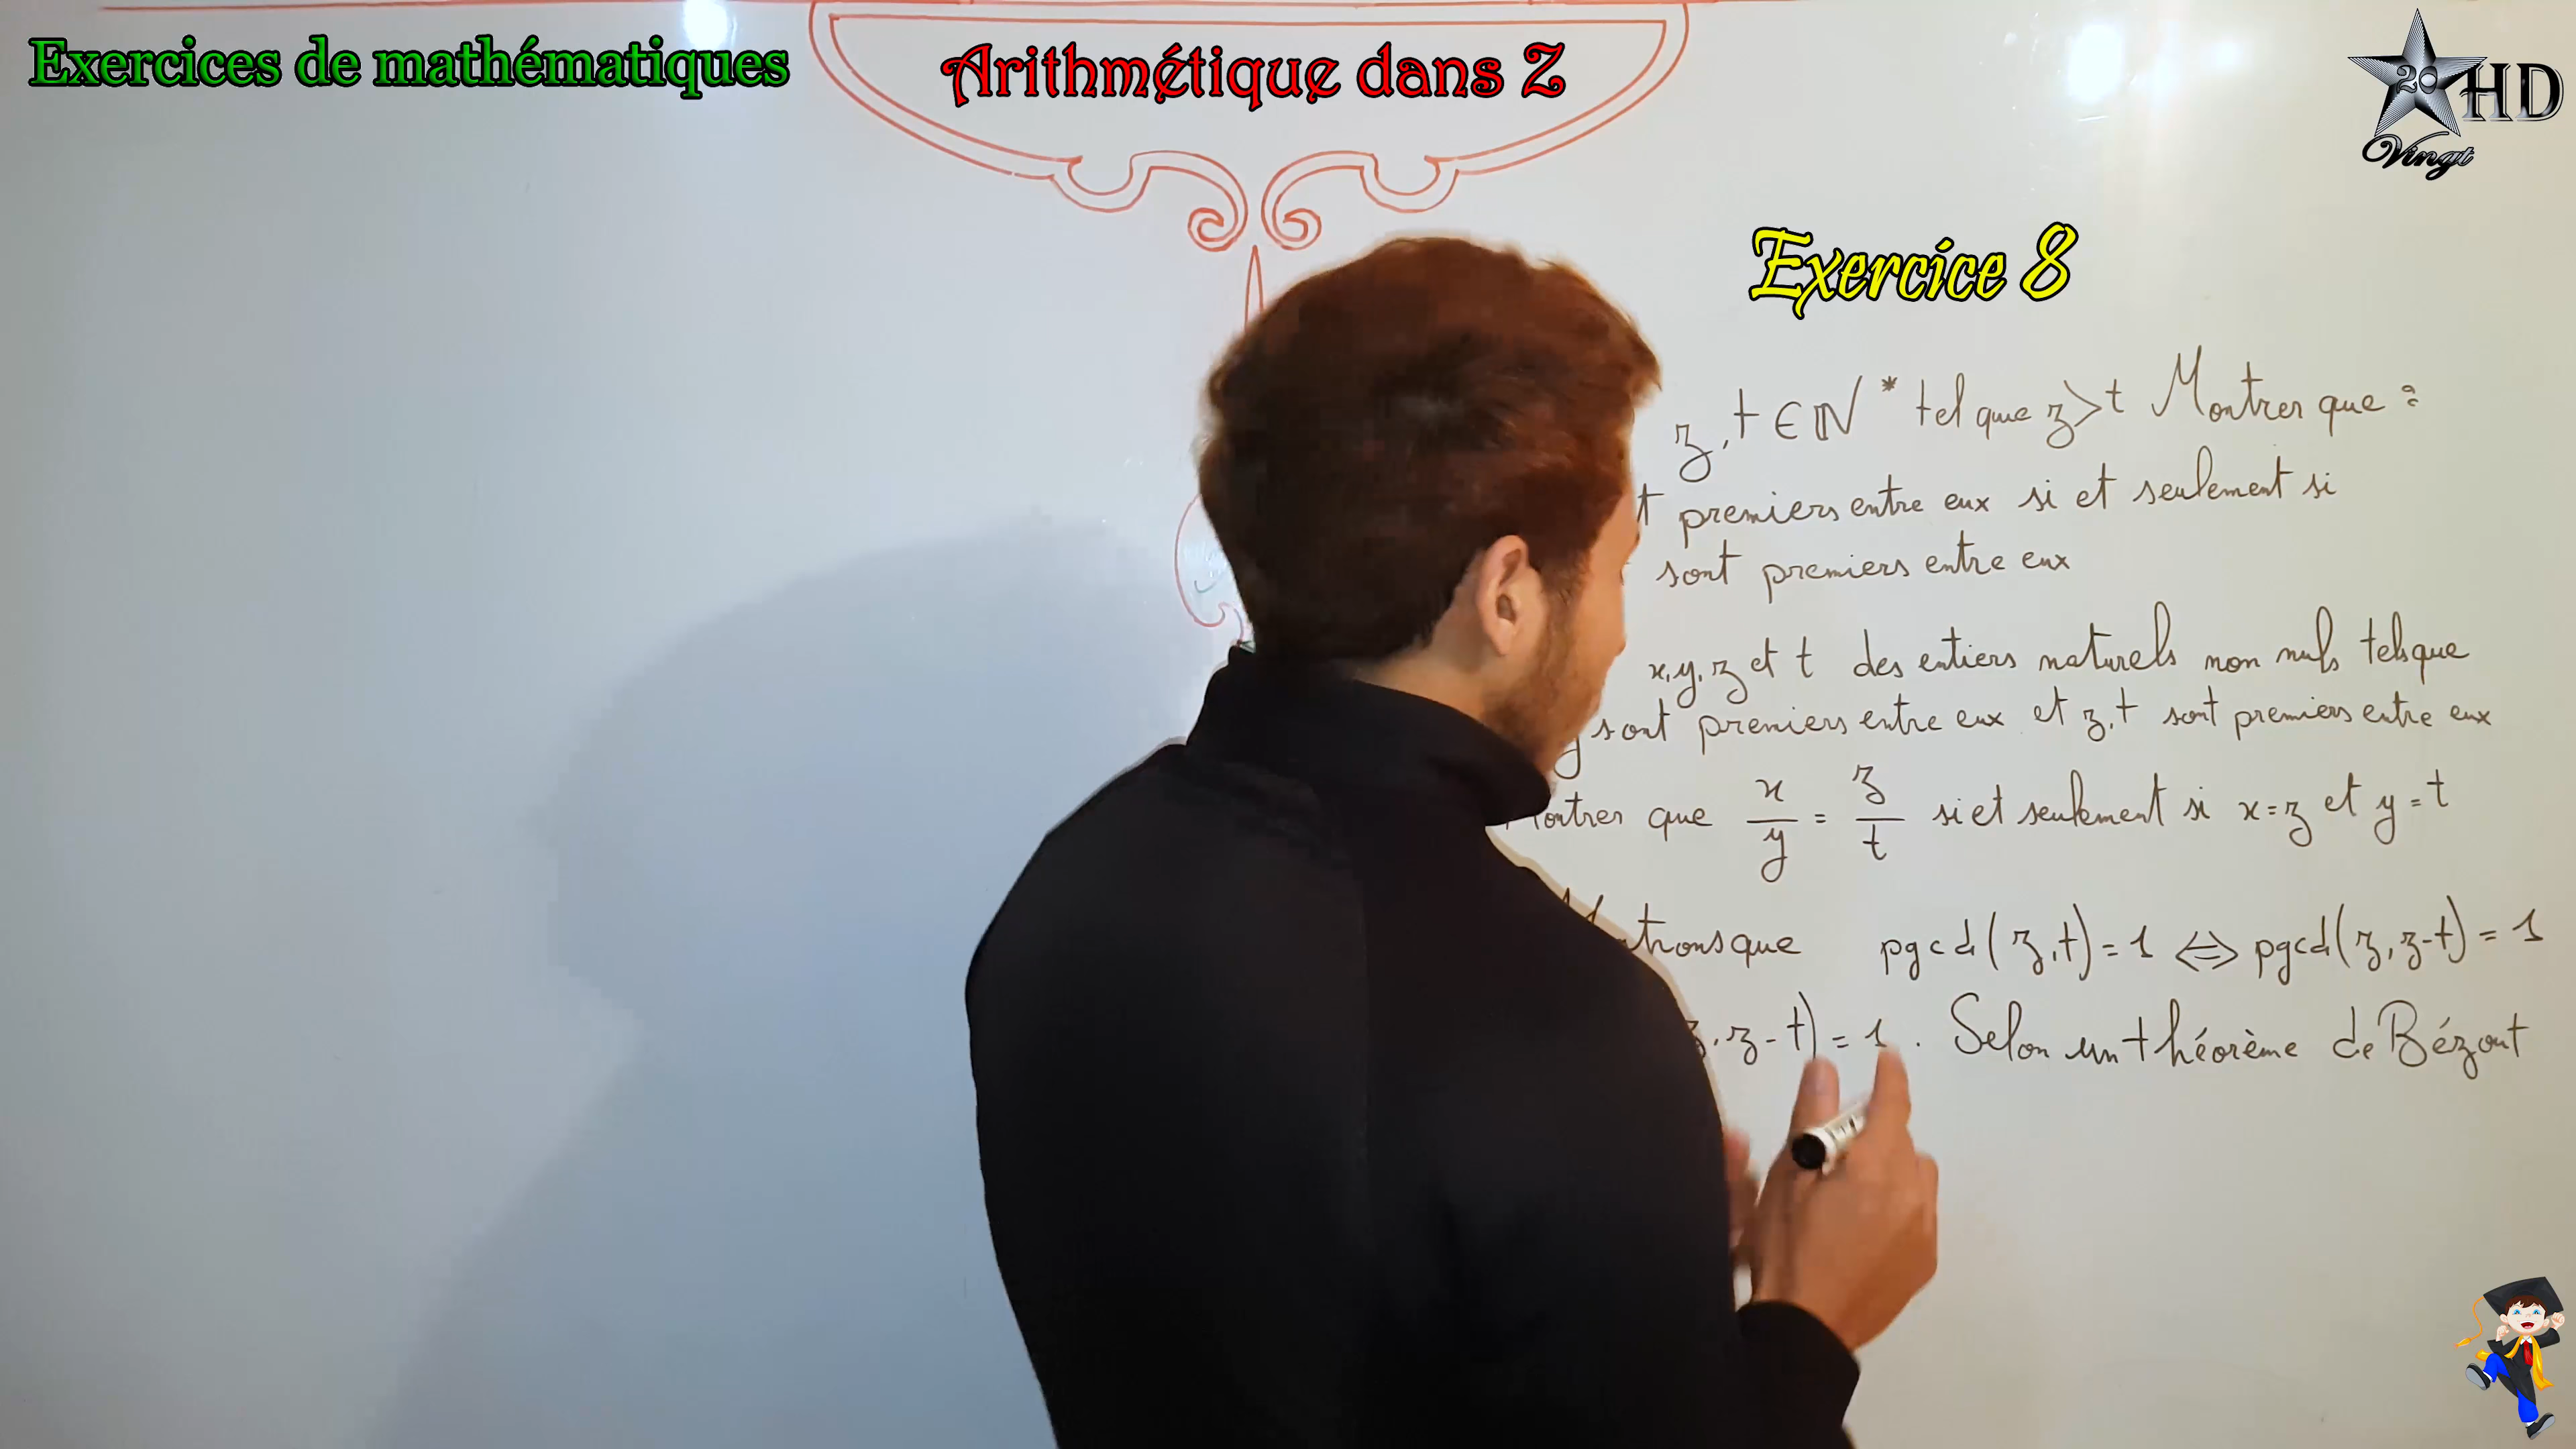 Exercices de mathématiques
Arithmétique dans Z
20 HD
Vingt
Exercice 8
z, t ∈ ℕ* tel que z > t Montrer que :
t premiers entre eux si et seulement si
sont premiers entre eux
x, y, z et t des entiers naturels non nuls tels que
y sont premiers entre eux et z, t sont premiers entre eux
ontrer que x/y = z/t si et seulement si x = z et y = t
trons que pgcd(z, t) = 1 ⇔ pgcd(z, z-t) = 1
z, z-t) = 1. Selon un théorème de Bézout